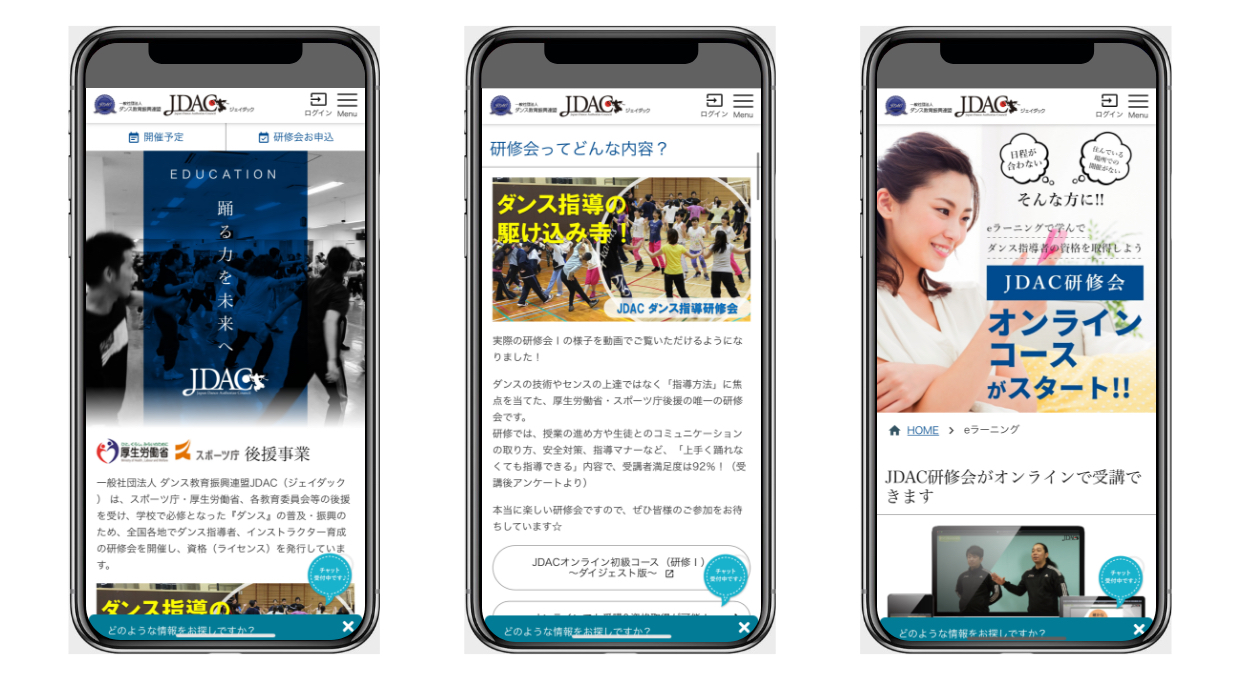 一般社団法人
ダンス教育振興連盟
JDAC
ジェイダック
ログイン
Menu
開催予定
研修会お申込
EDUCATION
踊る力を未来へ
JDAC
厚生労働省
スポーツ庁 後援事業
一般社団法人 ダンス教育振興連盟JDAC（ジェイダック
）は、スポーツ庁・厚生労働省、各教育委員会等の後援
を受け、学校で必修となった『ダンス』の普及・振興の
ため、全国各地でダンス指導者、インストラクター育成
の研修会を開催し、資格（ライセンス）を発行していま
す。
チャット
受付中です♪
ダンス指導の
どのような情報をお探しですか？
一般社団法人
ダンス教育振興連盟
JDAC
ジェイダック
ログイン
Menu
研修会ってどんな内容？
ダンス指導の
駆け込み寺！
JDAC ダンス指導研修会
実際の研修会Ⅰの様子を動画でご覧いただけるようにな
りました！
ダンスの技術やセンスの上達ではなく「指導方法」に焦
点を当てた、厚生労働省・スポーツ庁後援の唯一の研修
会です。
研修では、授業の進め方や生徒とのコミュニケーション
の取り方、安全対策、指導マナーなど、「上手く踊れな
くても指導できる」内容で、受講者満足度は92%！（受
講後アンケートより）
本当に楽しい研修会ですので、ぜひ皆様のご参加をお待
ちしています☆
JDACオンライン初級コース（研修Ⅰ）
～ダイジェスト版～
チャット
受付中です♪
どのような情報をお探しですか？
一般社団法人
ダンス教育振興連盟
JDAC
ジェイダック
ログイン
Menu
日程が
合わない
住んでいる
場所での
開催がない
そんな方に!!
eラーニングで学んで
ダンス指導者の資格を取得しよう
JDAC研修会
オンライン
コース
がスタート!!
HOME > eラーニング
JDAC研修会がオンラインで受講で
きます
JDAC
チャット
受付中です♪
どのような情報をお探しですか？